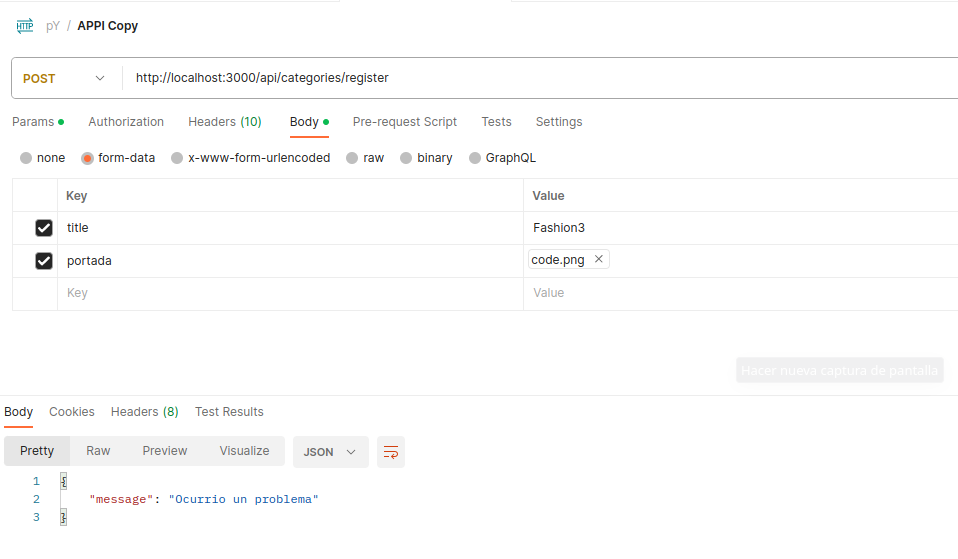 HTTP pY / APPI Copy
POST http://localhost:3000/api/categories/register
Params Authorization Headers (10) Body Pre-request Script Tests Settings
none form-data x-www-form-urlencoded raw binary GraphQL
Key Value
title Fashion3
portada code.png ×
Key Value
Hacer nueva captura de pantalla
Body Cookies Headers (8) Test Results
Pretty Raw Preview Visualize JSON
1 {
2 "message": "Ocurrio un problema"
3 }